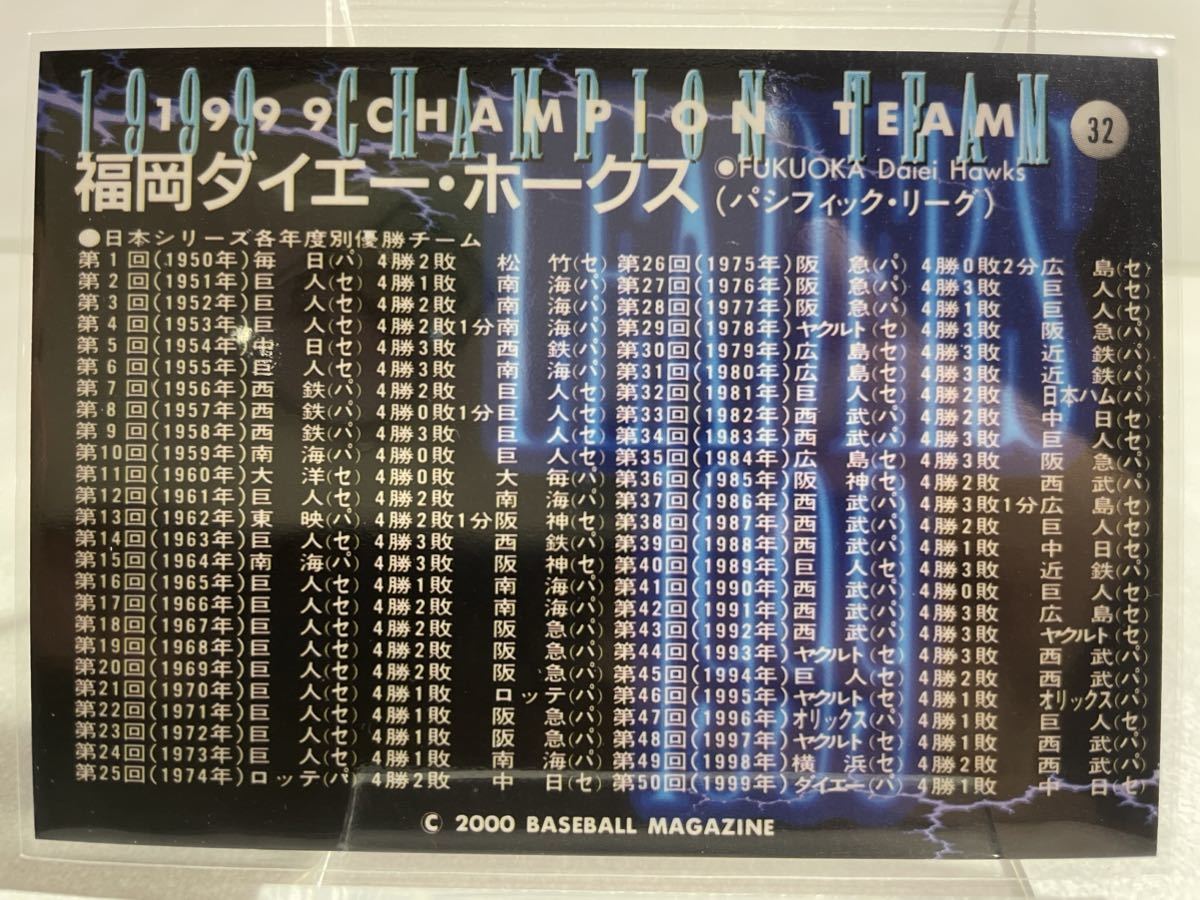 1999 CHAMPION TEAM
1999 CHAMPION TEAM
32
福岡ダイエー・ホークス
●FUKUOKA Daiei Hawks
(パシフィック・リーグ)
●日本シリーズ各年度別優勝チーム
第1回(1950年)毎日(パ) 4勝2敗 松竹(セ)
第2回(1951年)巨人(セ) 4勝1敗 南海(パ)
第3回(1952年)巨人(セ) 4勝2敗 南海(パ)
第4回(1953年)巨人(セ) 4勝2敗1分 南海(パ)
第5回(1954年)中日(セ) 4勝3敗 西鉄(パ)
第6回(1955年)巨人(セ) 4勝3敗 南海(パ)
第7回(1956年)西鉄(パ) 4勝2敗 巨人(セ)
第8回(1957年)西鉄(パ) 4勝0敗1分 巨人(セ)
第9回(1958年)西鉄(パ) 4勝3敗 巨人(セ)
第10回(1959年)南海(パ) 4勝0敗 巨人(セ)
第11回(1960年)大洋(セ) 4勝0敗 大毎(パ)
第12回(1961年)巨人(セ) 4勝2敗 南海(パ)
第13回(1962年)東映(パ) 4勝2敗1分 阪神(セ)
第14回(1963年)巨人(セ) 4勝3敗 西鉄(パ)
第15回(1964年)南海(パ) 4勝3敗 阪神(セ)
第16回(1965年)巨人(セ) 4勝1敗 南海(パ)
第17回(1966年)巨人(セ) 4勝2敗 南海(パ)
第18回(1967年)巨人(セ) 4勝2敗 阪急(パ)
第19回(1968年)巨人(セ) 4勝2敗 阪急(パ)
第20回(1969年)巨人(セ) 4勝2敗 阪急(パ)
第21回(1970年)巨人(セ) 4勝1敗 ロッテ(パ)
第22回(1971年)巨人(セ) 4勝1敗 阪急(パ)
第23回(1972年)巨人(セ) 4勝1敗 阪急(パ)
第24回(1973年)巨人(セ) 4勝1敗 南海(パ)
第25回(1974年)ロッテ(パ) 4勝2敗 中日(セ)
第26回(1975年)阪急(パ) 4勝0敗2分 広島(セ)
第27回(1976年)阪急(パ) 4勝3敗 巨人(セ)
第28回(1977年)阪急(パ) 4勝1敗 巨人(セ)
第29回(1978年)ヤクルト(セ) 4勝3敗 阪急(パ)
第30回(1979年)広島(セ) 4勝3敗 近鉄(パ)
第31回(1980年)広島(セ) 4勝3敗 近鉄(パ)
第32回(1981年)巨人(セ) 4勝2敗 日本ハム(パ)
第33回(1982年)西武(パ) 4勝2敗 中日(セ)
第34回(1983年)西武(パ) 4勝3敗 巨人(セ)
第35回(1984年)広島(セ) 4勝3敗 阪急(パ)
第36回(1985年)阪神(セ) 4勝2敗 西武(パ)
第37回(1986年)西武(パ) 4勝3敗1分 広島(セ)
第38回(1987年)西武(パ) 4勝2敗 巨人(セ)
第39回(1988年)西武(パ) 4勝1敗 中日(セ)
第40回(1989年)巨人(セ) 4勝3敗 近鉄(パ)
第41回(1990年)西武(パ) 4勝0敗 巨人(セ)
第42回(1991年)西武(パ) 4勝3敗 広島(セ)
第43回(1992年)西武(パ) 4勝3敗 ヤクルト(セ)
第44回(1993年)ヤクルト(セ) 4勝3敗 西武(パ)
第45回(1994年)巨人(セ) 4勝2敗 西武(パ)
第46回(1995年)ヤクルト(セ) 4勝1敗 オリックス(パ)
第47回(1996年)オリックス(パ) 4勝1敗 巨人(セ)
第48回(1997年)ヤクルト(セ) 4勝1敗 西武(パ)
第49回(1998年)横浜(セ) 4勝2敗 西武(パ)
第50回(1999年)ダイエー(パ) 4勝1敗 中日(セ)
© 2000 BASEBALL MAGAZINE